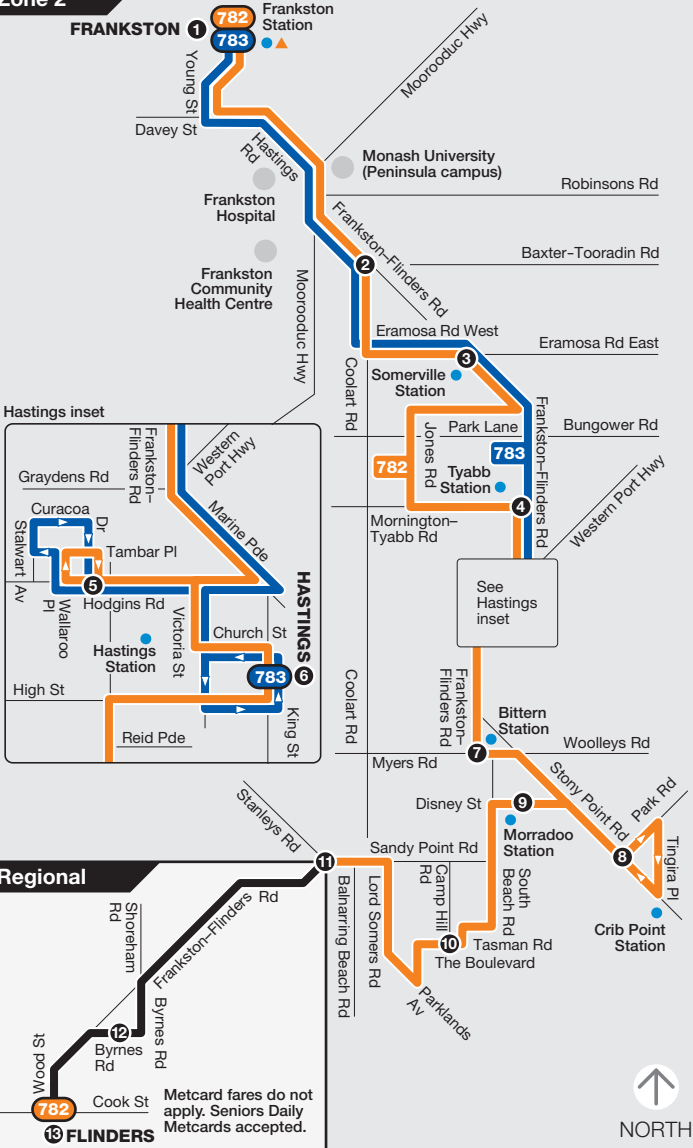 Zone 2
FRANKSTON
1
782
783
Frankston
Station
Young St
Davey St
Hastings
Rd
Moorooduc Hwy
Monash University
(Peninsula campus)
Frankston
Hospital
Robinsons Rd
Frankston–Flinders Rd
Frankston
Community
Health Centre
Moorooduc Hwy
2
Baxter–Tooradin Rd
Eramosa Rd West
Eramosa Rd East
3
Coolart Rd
Somerville
Station
Park Lane
Bungower Rd
Jones Rd
782
783
Frankston–Flinders Rd
Tyabb
Station
4
Western Port Hwy
Mornington–
Tyabb Rd
See
Hastings
inset
Hastings inset
Frankston–
Flinders Rd
Western
Port Hwy
Graydens Rd
Marine Pde
Curacoa
Dr
Stalwart
Av
Tambar Pl
5
Hodgins Rd
Wallaroo
Pl
Hastings
Station
Victoria St
Church St
HASTINGS
783
6
High St
King St
Reid Pde
Coolart Rd
Frankston–
Flinders Rd
Bittern
Station
7
Woolleys Rd
Myers Rd
Stony Point Rd
Disney St
9
Morradoo
Station
Park Rd
8
Tingira Pl
Crib Point
Station
Stanleys Rd
11
Sandy Point Rd
Camp Hill
Rd
South
Beach Rd
Balnarring Beach Rd
Lord Somers Rd
10
Tasman Rd
The Boulevard
Parklands
Av
Regional
Shoreham
Rd
Frankston–Flinders
Rd
Byrnes Rd
12
Byrnes
Rd
Wood St
782
Cook St
13
FLINDERS
Metcard fares do not
apply. Seniors Daily
Metcards accepted.
NORTH